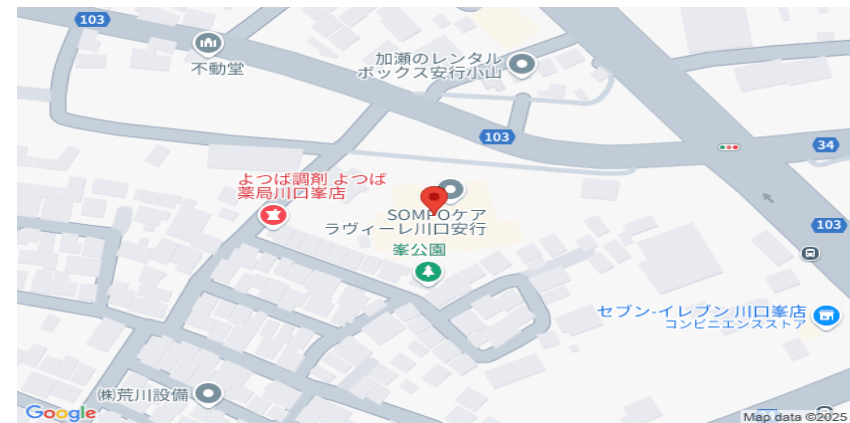 103
不動堂
加瀬のレンタル
ボックス安行小山
103
34
よつば調剤 よつば
薬局川口峯店
SOMPOケア
ラヴィーレ川口安行
103
峯公園
セブン-イレブン 川口峯店
コンビニエンスストア
㈱荒川設備
Google
Map data ©2025